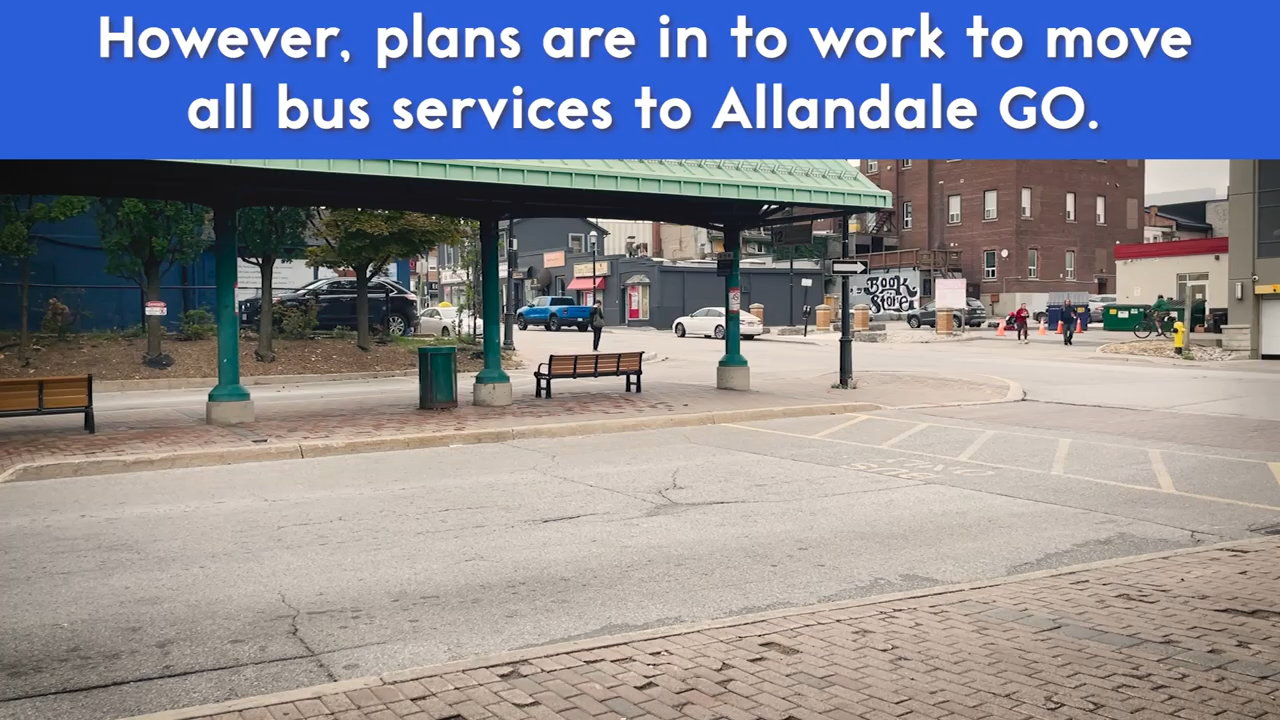 However, plans are in to work to move
all bus services to Allandale GO.
Book
Store